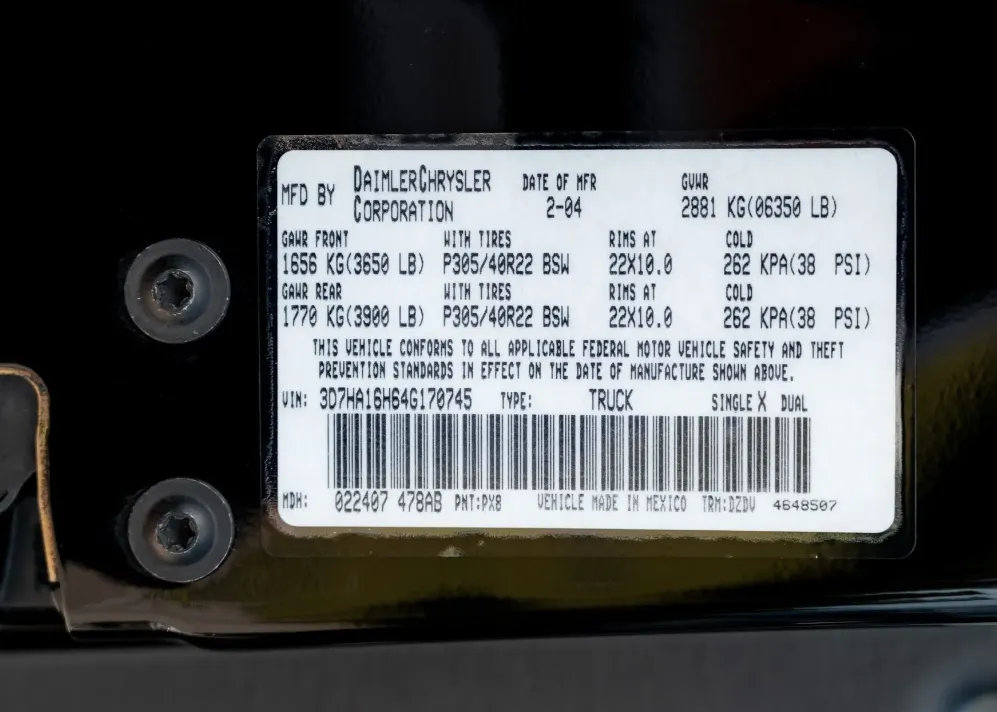 MFD BY DAIMLERCHRYSLER CORPORATION DATE OF MFR 2-04 GVWR 2881 KG(06350 LB)
GAWR FRONT WITH TIRES RIMS AT COLD
1656 KG(3650 LB) P305/40R22 BSW 22X10.0 262 KPA(38 PSI)
GAWR REAR WITH TIRES RIMS AT COLD
1770 KG(3900 LB) P305/40R22 BSW 22X10.0 262 KPA(38 PSI)
THIS VEHICLE CONFORMS TO ALL APPLICABLE FEDERAL MOTOR VEHICLE SAFETY AND THEFT
PREVENTION STANDARDS IN EFFECT ON THE DATE OF MANUFACTURE SHOWN ABOVE.
VIN: 3D7HA16H64G170745 TYPE: TRUCK SINGLE X DUAL
MDH: 022407 478AB PNT:PX8 VEHICLE MADE IN MEXICO TRM:DZDV 4648507